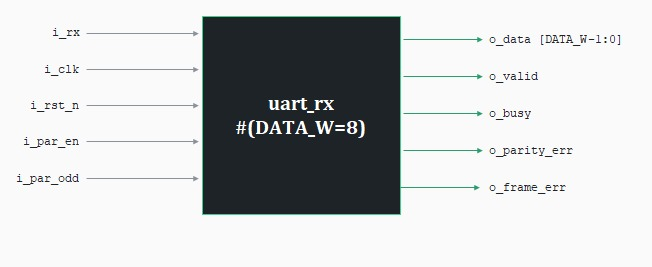 i_rx
i_clk
i_rst_n
i_par_en
i_par_odd
uart_rx
#(DATA_W=8)
o_data [DATA_W-1:0]
o_valid
o_busy
o_parity_err
o_frame_err